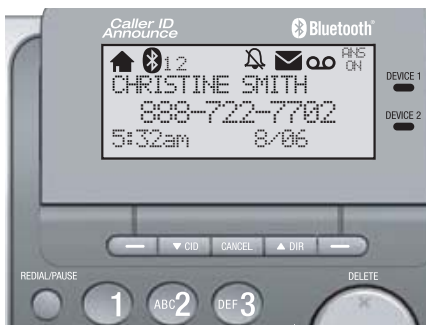 Caller ID
Announce
Bluetooth®
12 ANS
ON
CHRISTINE SMITH
888-722-7702
5:32am 8/06
DEVICE 1
DEVICE 2
▼ CID CANCEL ▲ DIR
REDIAL/PAUSE DELETE
1 ABC2 DEF3